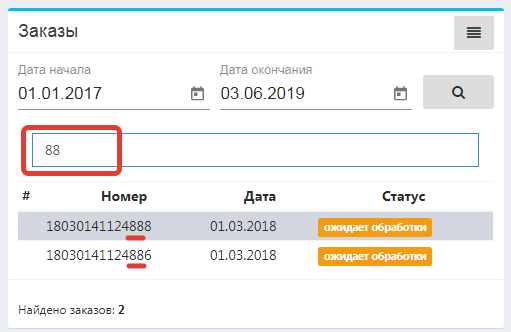 Заказы
Дата начала Дата окончания
01.01.2017 03.06.2019
88
# Номер Дата Статус
18030141124888 01.03.2018 ожидает обработки
18030141124886 01.03.2018 ожидает обработки
Найдено заказов: 2